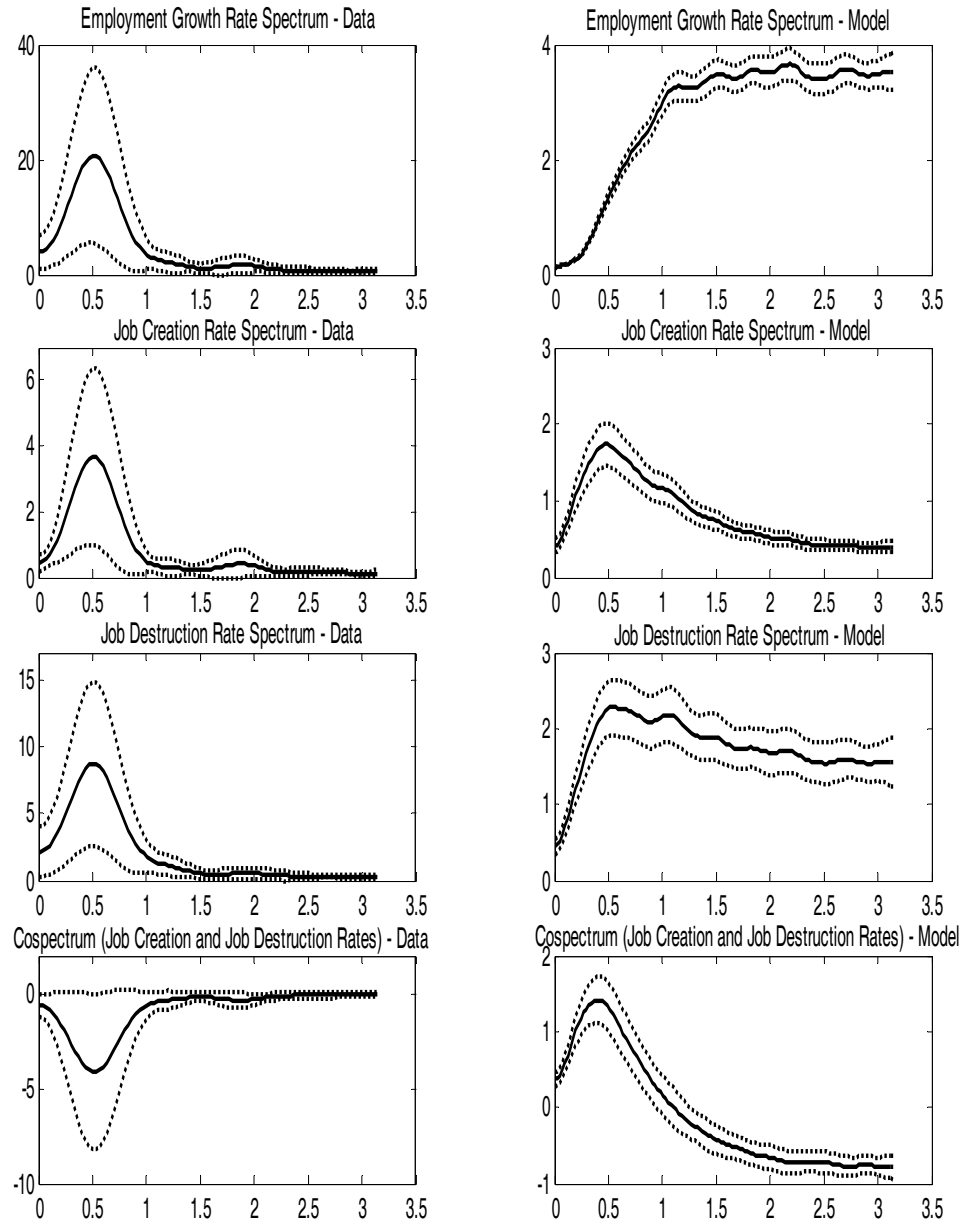 Employment Growth Rate Spectrum - Data
40
20
0
0 0.5 1 1.5 2 2.5 3 3.5
Employment Growth Rate Spectrum - Model
4
2
0
0 0.5 1 1.5 2 2.5 3 3.5
Job Creation Rate Spectrum - Data
6
4
2
0
0 0.5 1 1.5 2 2.5 3 3.5
Job Creation Rate Spectrum - Model
3
2
1
0
0 0.5 1 1.5 2 2.5 3 3.5
Job Destruction Rate Spectrum - Data
15
10
5
0
0 0.5 1 1.5 2 2.5 3 3.5
Job Destruction Rate Spectrum - Model
3
2
1
0
0 0.5 1 1.5 2 2.5 3 3.5
Cospectrum (Job Creation and Job Destruction Rates) - Data
0
-5
-10
0 0.5 1 1.5 2 2.5 3 3.5
Cospectrum (Job Creation and Job Destruction Rates) - Model
2
1
0
-1
0 0.5 1 1.5 2 2.5 3 3.5